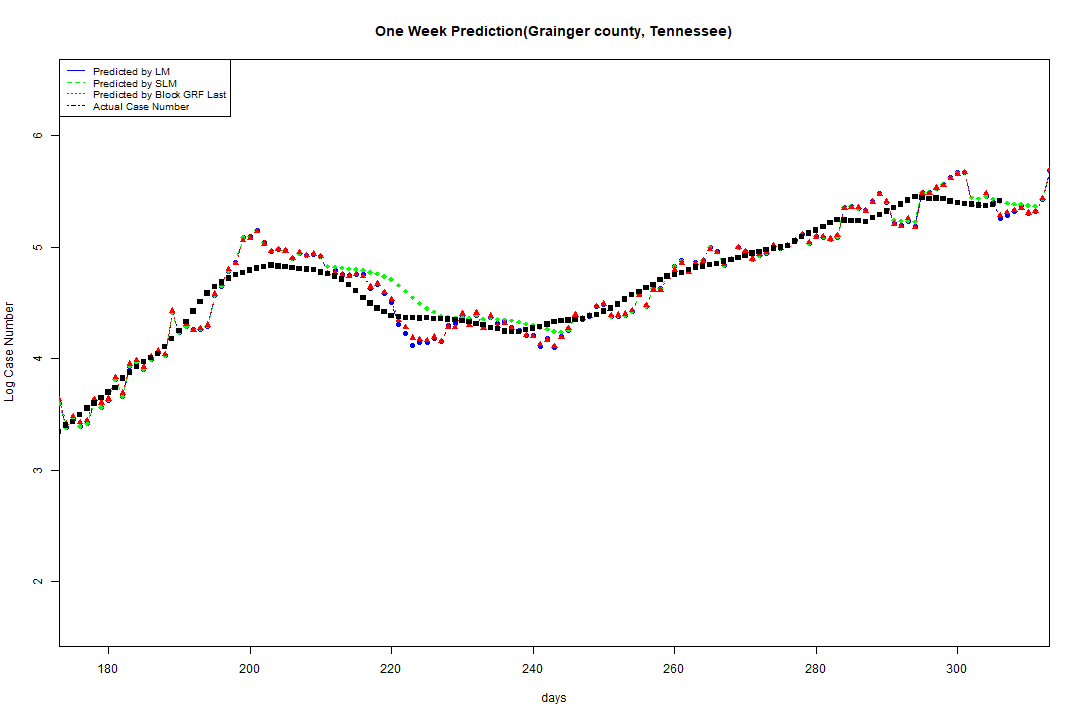 One Week Prediction(Grainger county, Tennessee)
Predicted by LM
Predicted by SLM
Predicted by Block GRF Last
Actual Case Number
6
5
4
3
2
Log Case Number
180 200 220 240 260 280 300
days